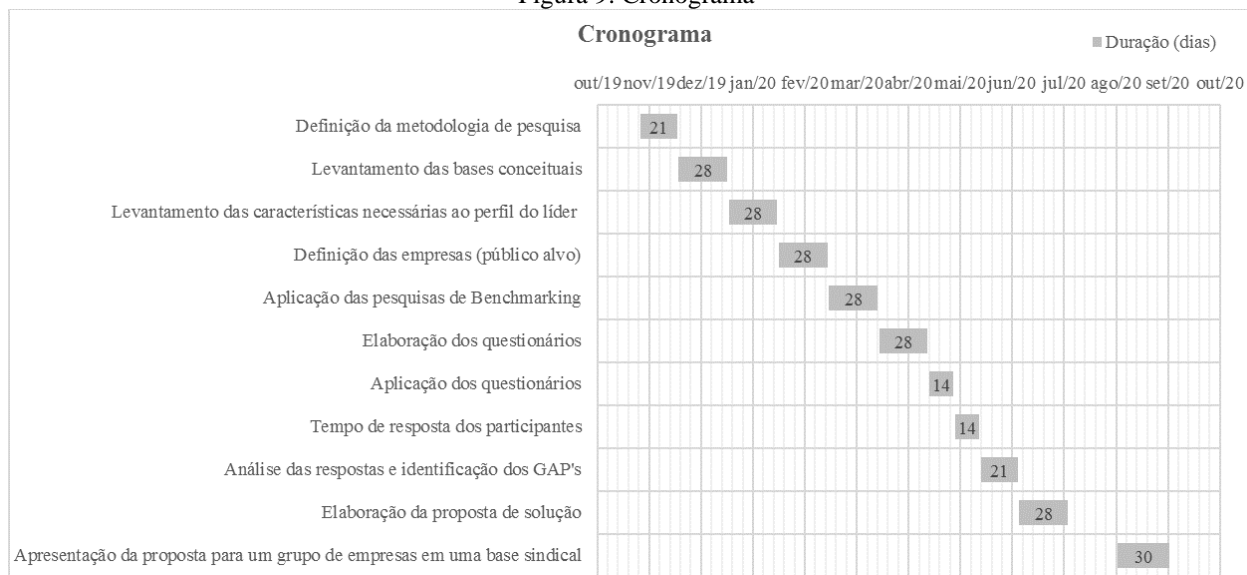 Figura 9: Cronograma
Cronograma
Duração (dias)
out/19 nov/19 dez/19 jan/20 fev/20 mar/20 abr/20 mai/20 jun/20 jul/20 ago/20 set/20 out/20
Definição da metodologia de pesquisa 21
Levantamento das bases conceituais 28
Levantamento das características necessárias ao perfil do líder 28
Definição das empresas (público alvo) 28
Aplicação das pesquisas de Benchmarking 28
Elaboração dos questionários 28
Aplicação dos questionários 14
Tempo de resposta dos participantes 14
Análise das respostas e identificação dos GAP's 21
Elaboração da proposta de solução 28
Apresentação da proposta para um grupo de empresas em uma base sindical 30